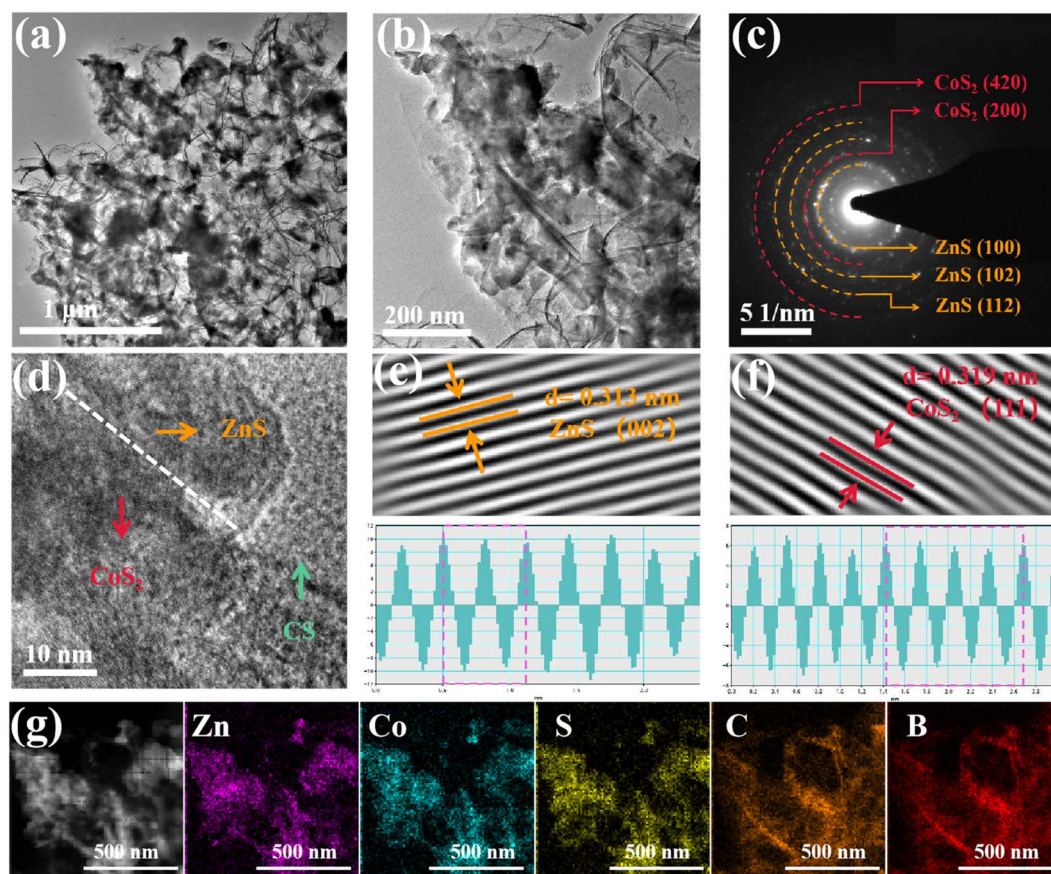 (a)
1 μm
(b)
200 nm
(c)
CoS₂ (420)
CoS₂ (200)
ZnS (100)
ZnS (102)
ZnS (112)
5 1/nm
(d)
ZnS
CoS₂
CS
10 nm
(e)
d= 0.313 nm
ZnS (002)
(f)
d= 0.319 nm
CoS₂ (111)
(g)
500 nm
Zn
500 nm
Co
500 nm
S
500 nm
C
500 nm
B
500 nm